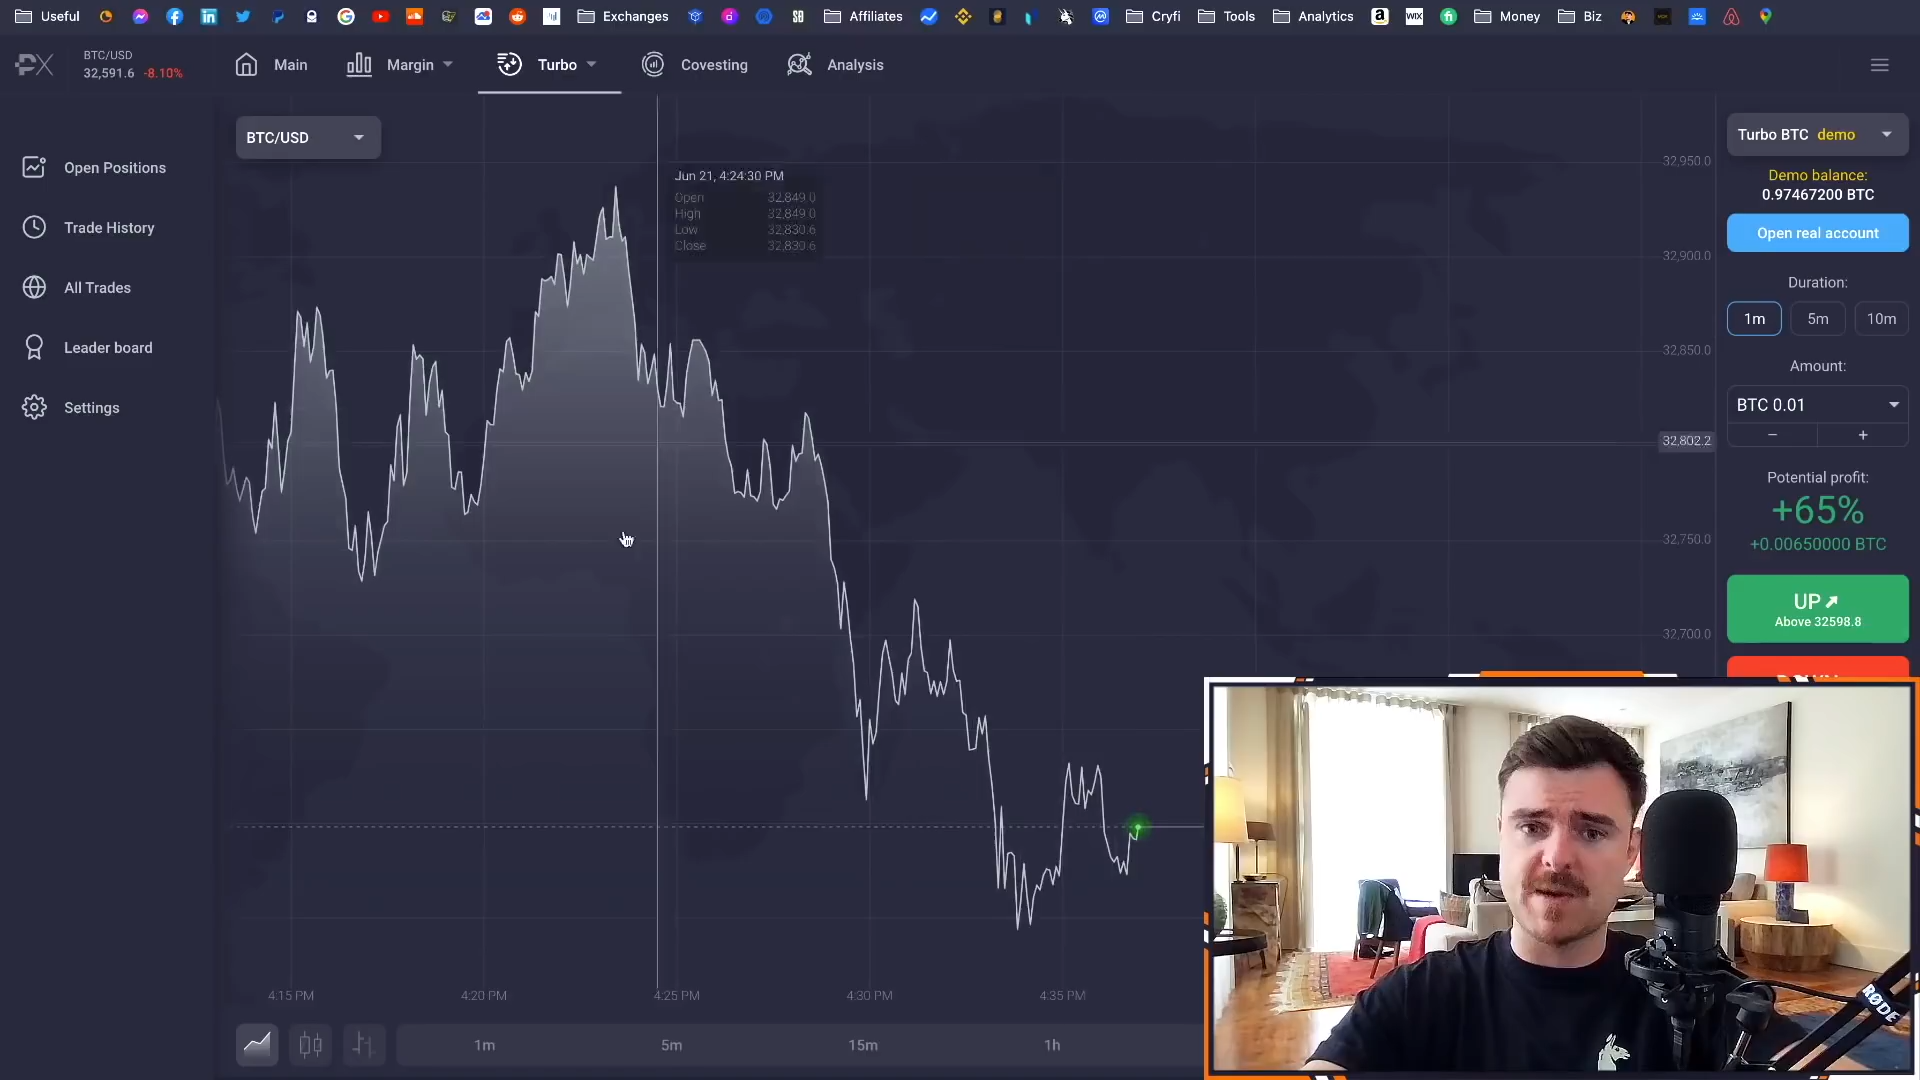 Useful
Exchanges
Affiliates
Cryfi
Tools
Analytics
WIX
Money
Biz
PX
BTC/USD
32,591.6 -8.10%
Main
Margin
Turbo
Covesting
Analysis
Open Positions
Trade History
All Trades
Leader board
Settings
BTC/USD
Jun 21, 4:24:30 PM
Open 32,849.0
High 32,849.0
Low 32,830.6
Close 32,830.6
32,950.0
32,900.0
32,850.0
32,802.2
32,750.0
32,700.0
4:15 PM
4:20 PM
4:25 PM
4:30 PM
4:35 PM
1m
5m
15m
1h
Turbo BTC demo
Demo balance:
0.97467200 BTC
Open real account
Duration:
1m
5m
10m
Amount:
BTC 0.01
− +
Potential profit:
+65%
+0.00650000 BTC
UP
Above 32598.8
RØDE